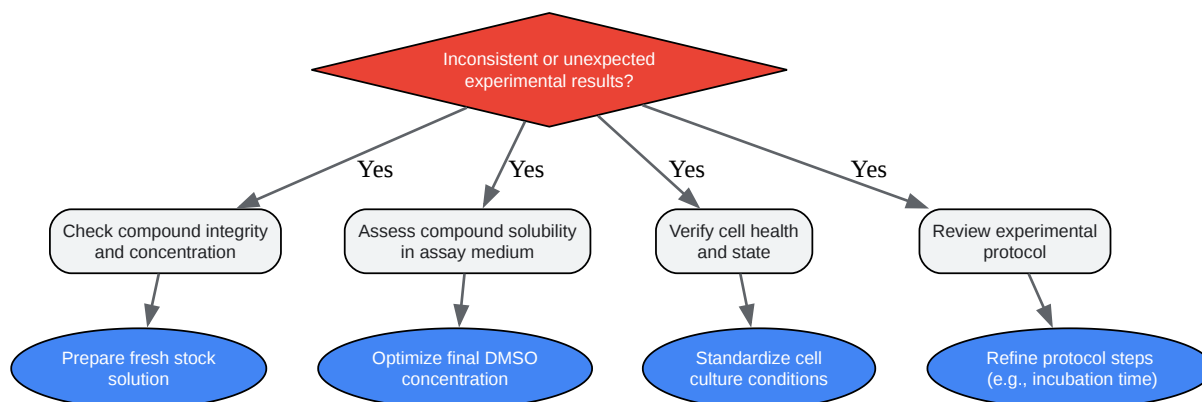 Inconsistent or unexpected
experimental results?
Yes
Yes
Yes
Yes
Check compound integrity
and concentration
Assess compound solubility
in assay medium
Verify cell health
and state
Review experimental
protocol
Prepare fresh stock
solution
Optimize final DMSO
concentration
Standardize cell
culture conditions
Refine protocol steps
(e.g., incubation time)